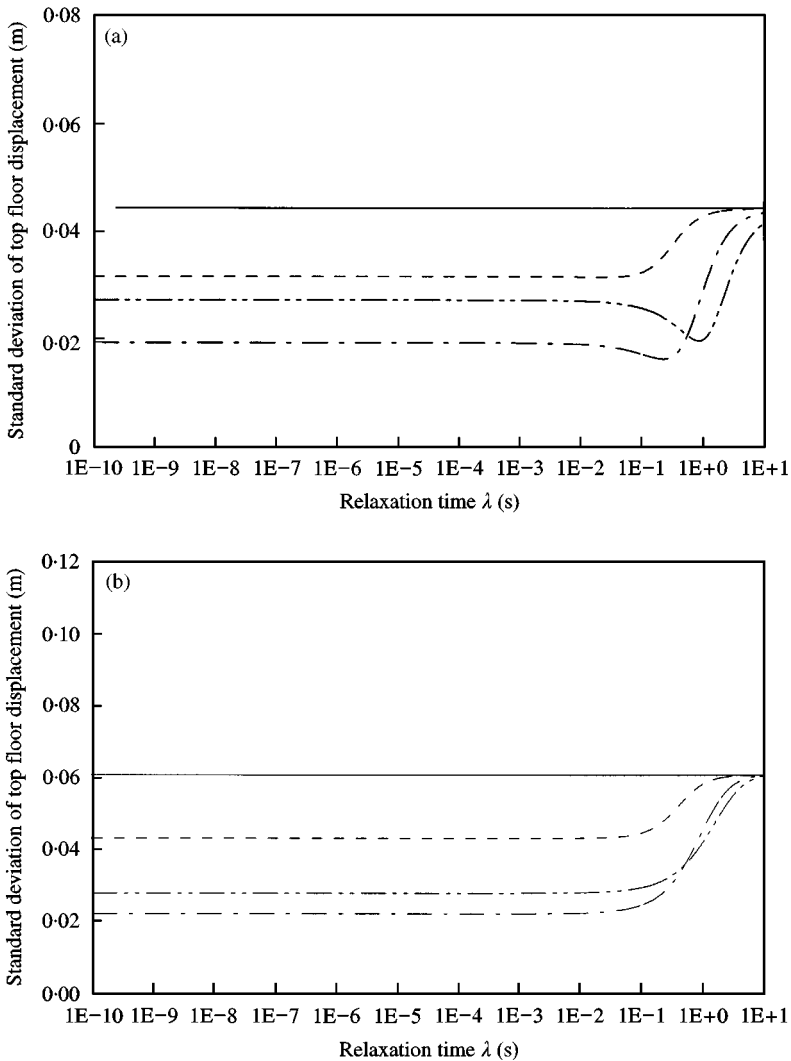 (a)
Standard deviation of top floor displacement (m)
0·08
0·06
0·04
0·02
0
1E−10 1E−9 1E−8 1E−7 1E−6 1E−5 1E−4 1E−3 1E−2 1E−1 1E+0 1E+1
Relaxation time λ (s)
(b)
Standard deviation of top floor displacement (m)
0·12
0·10
0·08
0·06
0·04
0·02
0·00
1E−10 1E−9 1E−8 1E−7 1E−6 1E−5 1E−4 1E−3 1E−2 1E−1 1E+0 1E+1
Relaxation time λ (s)